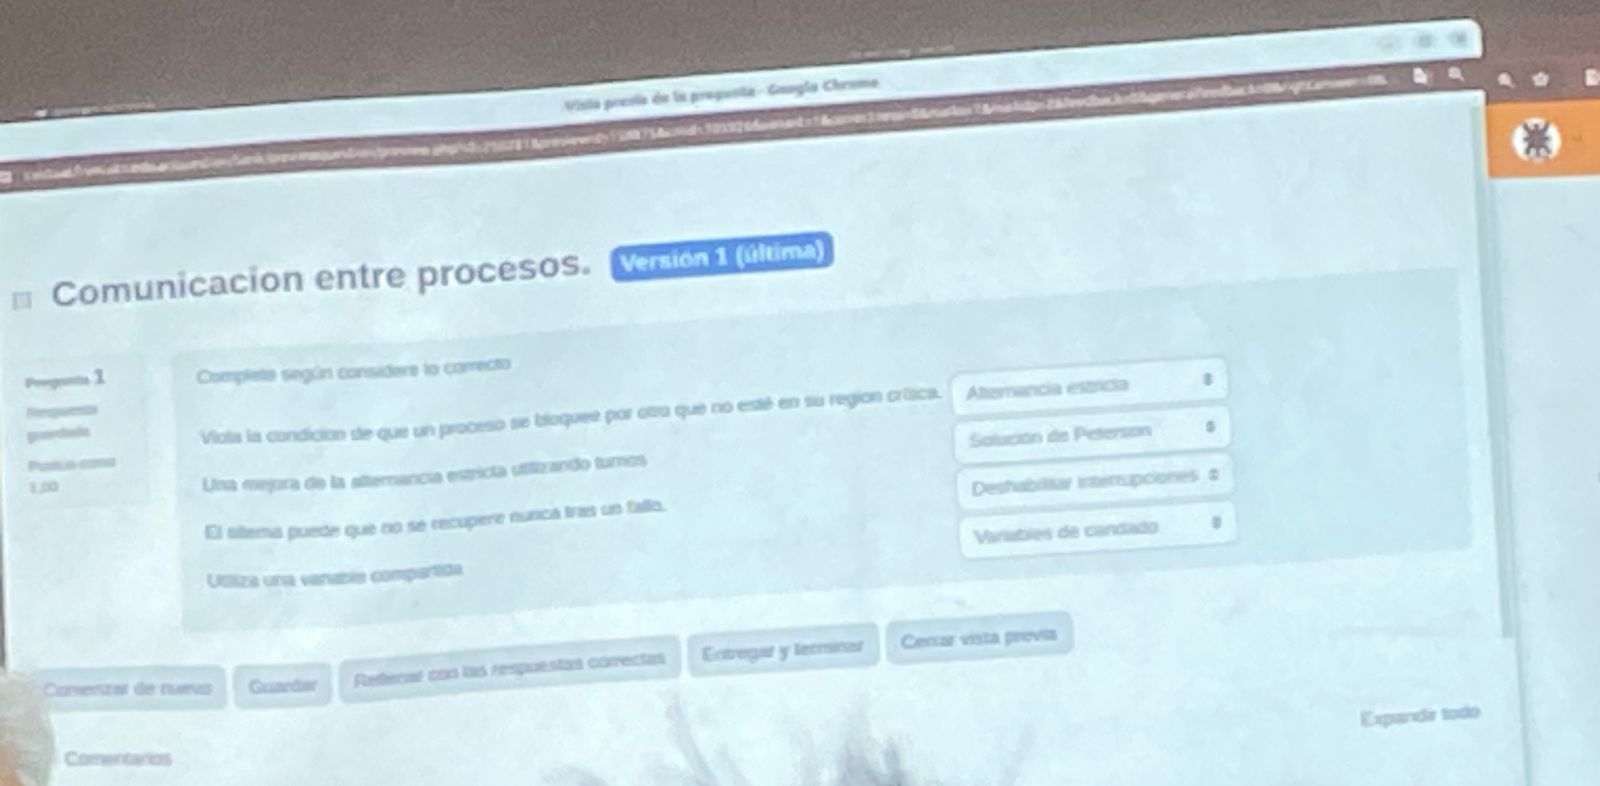 Vista previa de la pregunta - Google Chrome
Comunicacion entre procesos. Versión 1 (última)
Pregunta 1
Respuesta
guardada
Puntúa como
1,00
Complete según considere lo correcto
Viola la condicion de que un proceso se bloquee por otro que no esté en su region critica. Alternancia estricta
Una mejora de la alternancia estricta utilizando turnos Solución de Peterson
El sitema puede que no se recupere nunca tras un fallo. Deshabilitar interrupciones
Utiliza una variable compartida Variables de candado
Comenzar de nuevo Guardar Rellenar con las respuestas correctas Entregar y terminar Cerrar vista previa
Expandir todo
Comentarios